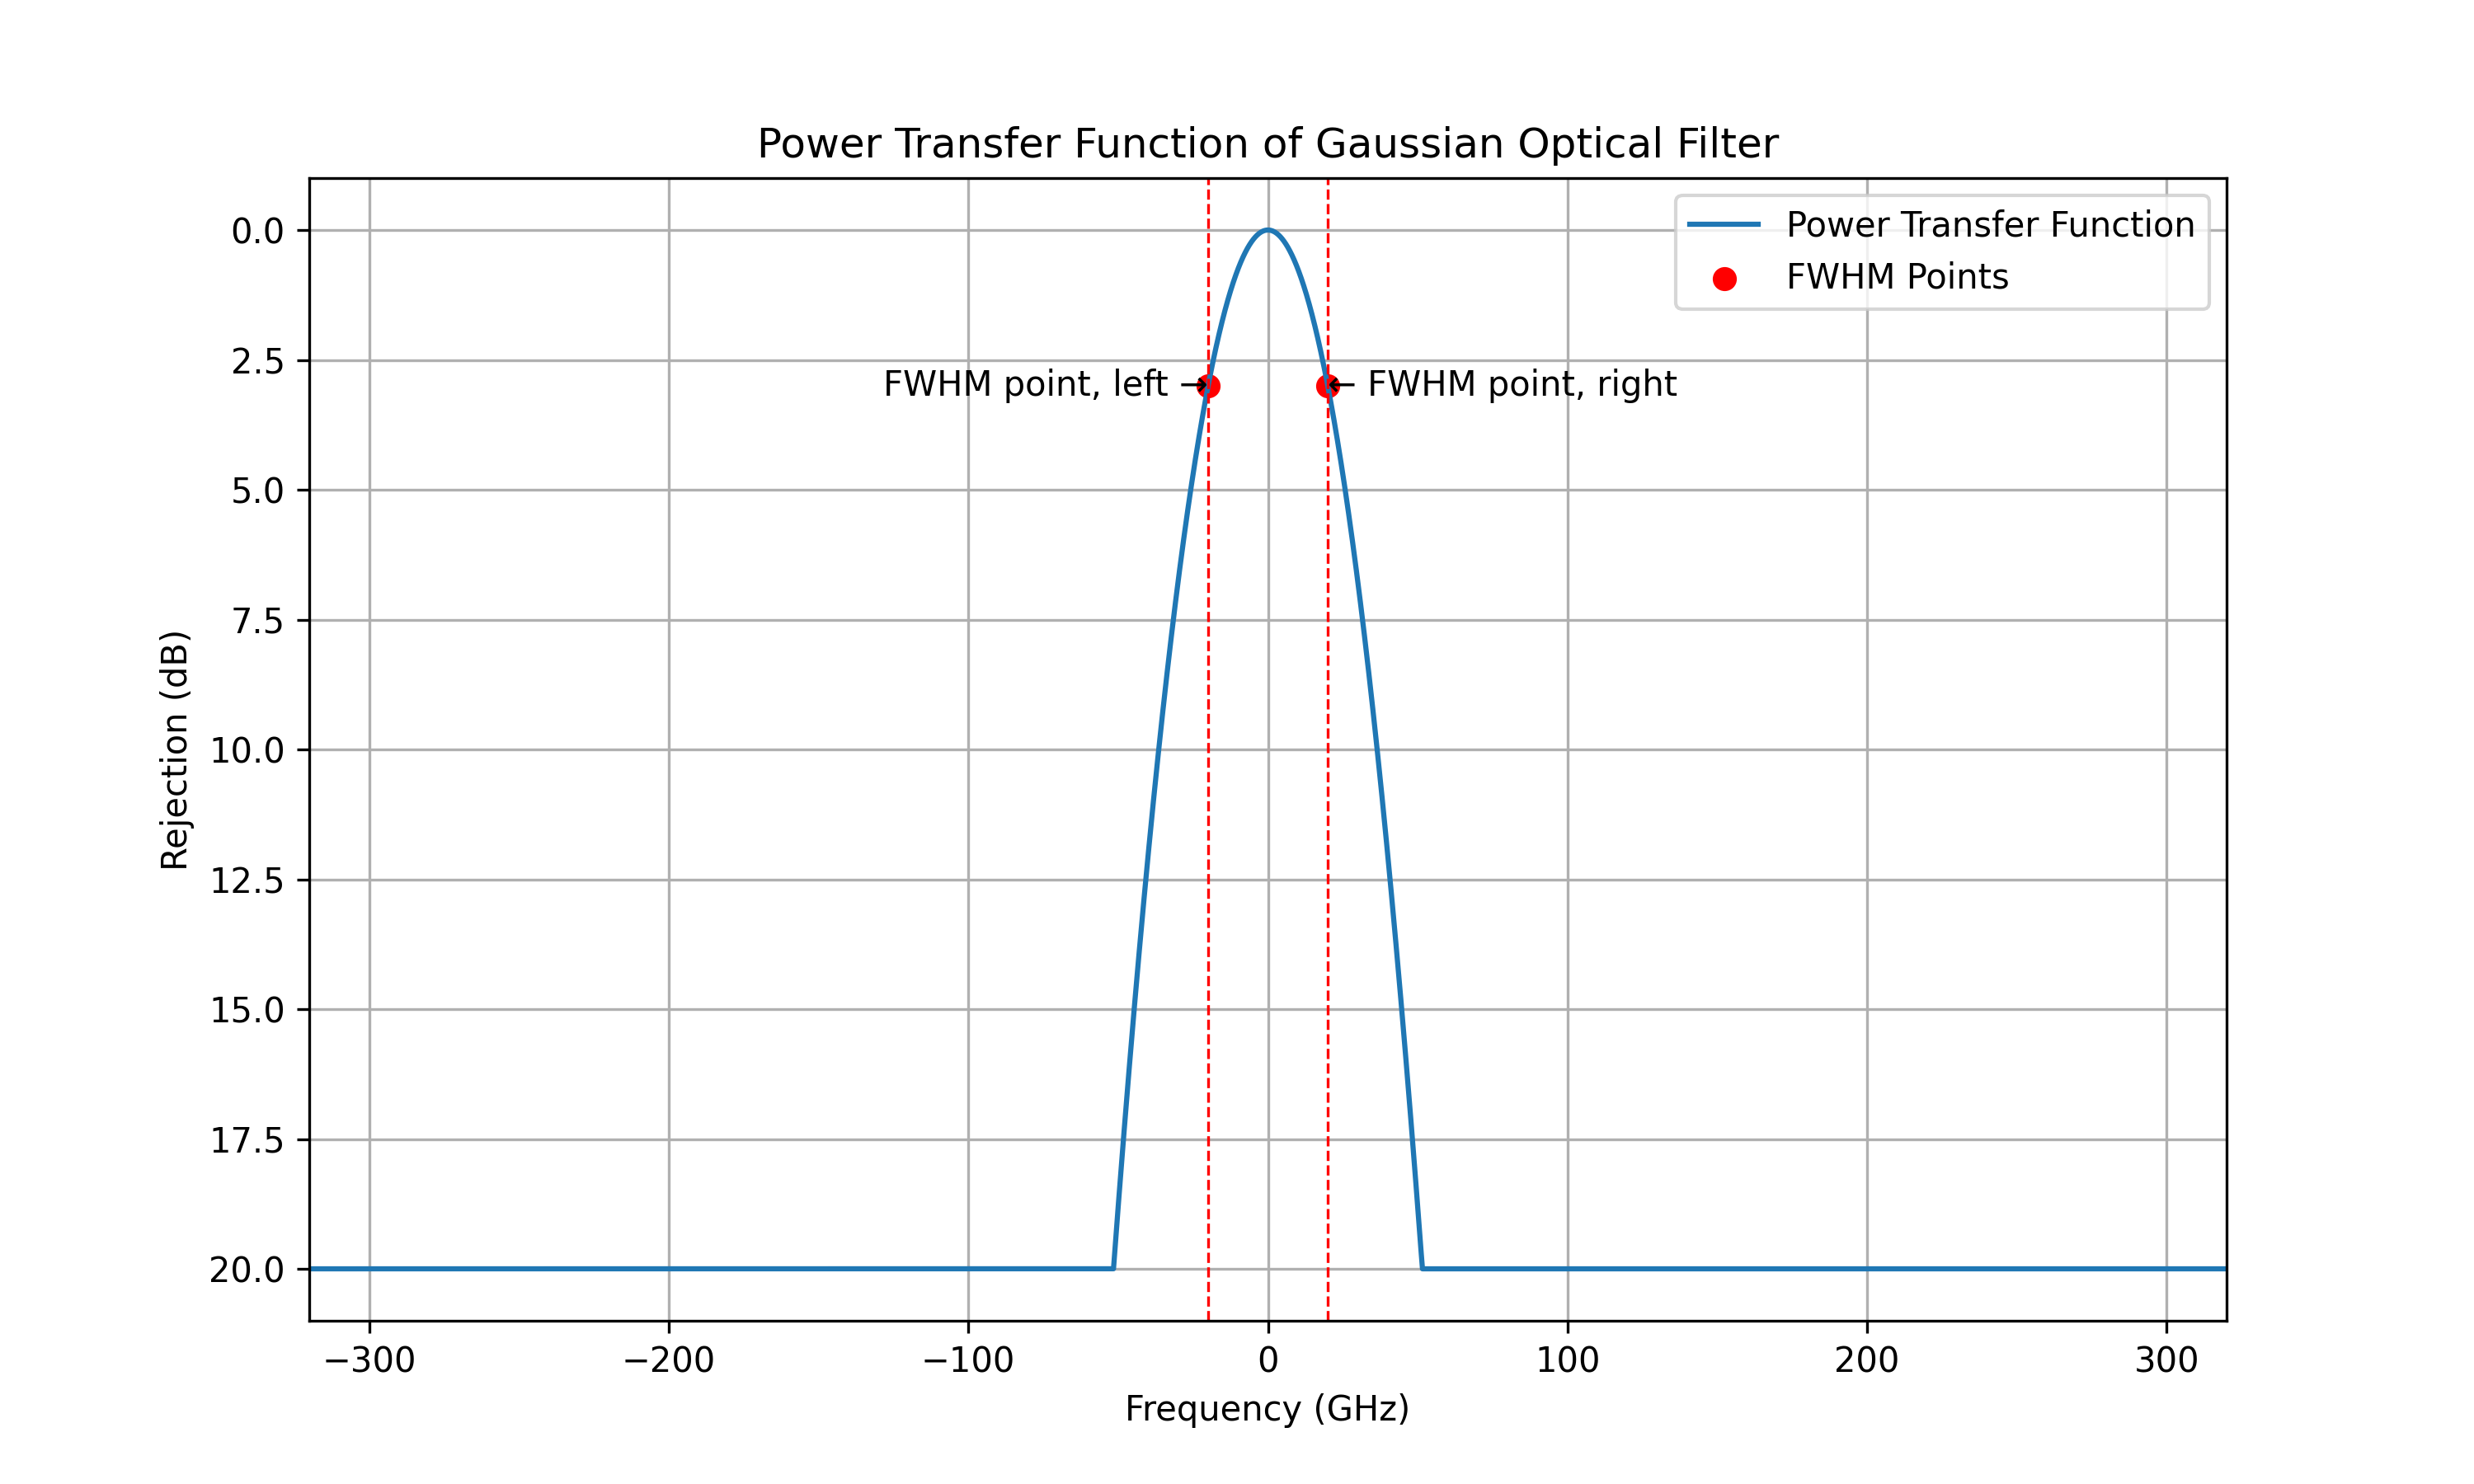 Power Transfer Function of Gaussian Optical Filter
Power Transfer Function
FWHM Points
FWHM point, left
FWHM point, right
Rejection (dB)
0.0
2.5
5.0
7.5
10.0
12.5
15.0
17.5
20.0
−300
−200
−100
0
100
200
300
Frequency (GHz)